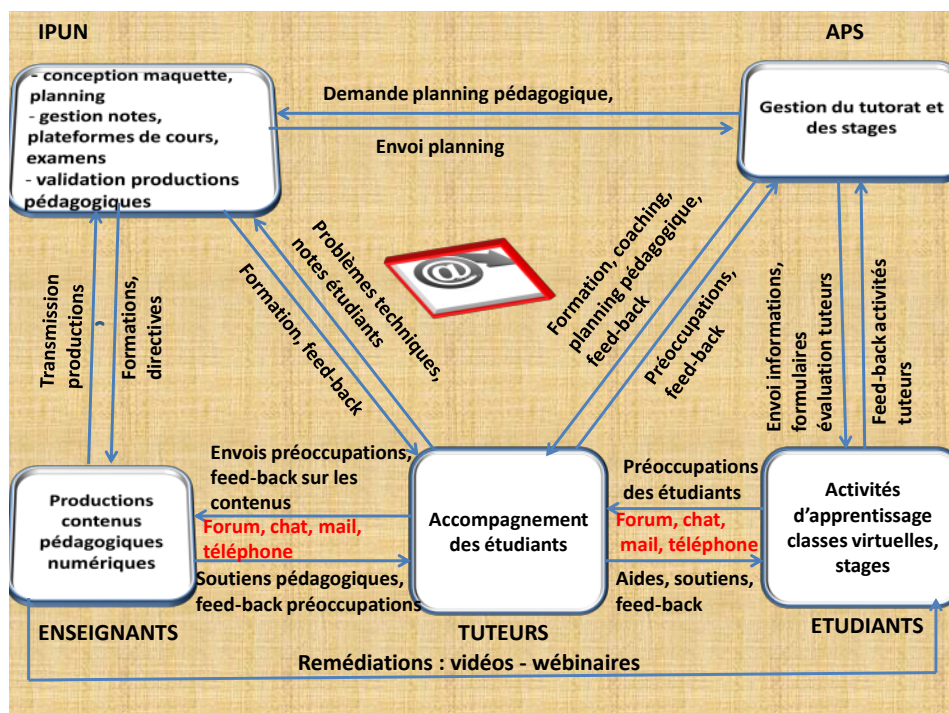 IPUN
APS
- conception maquette,
planning
- gestion notes,
plateformes de cours,
examens
- validation productions
pédagogiques
Demande planning pédagogique,
Envoi planning
Gestion du tutorat et
des stages
Transmission
productions
Formations,
directives
Formation, feed-back
Problèmes techniques,
notes étudiants
@
Formation, coaching,
planning pédagogique,
feed-back
Préoccupations,
feed-back
Envoi informations,
formulaires
évaluation tuteurs
Feed-back activités
tuteurs
Productions
contenus
pédagogiques
numériques
Envois préoccupations,
feed-back sur les
contenus
Forum, chat, mail,
téléphone
Soutiens pédagogiques,
feed-back préoccupations
Accompagnement
des étudiants
Préoccupations
des étudiants
Forum, chat,
mail, téléphone
Aides, soutiens,
feed-back
Activités
d’apprentissage
classes virtuelles,
stages
ENSEIGNANTS
TUTEURS
ETUDIANTS
Remédiations : vidéos - wébinaires